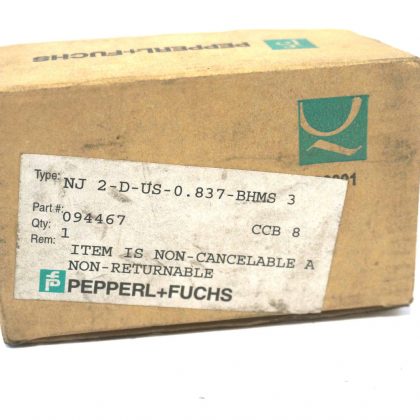 PEPPERL+FUCHS
Type: NJ 2-D-US-0.837-BHMS 3
Part #: 094467 CCB 8
Qty: 1
Rem: ITEM IS NON-CANCELABLE A
NON-RETURNABLE
PEPPERL+FUCHS